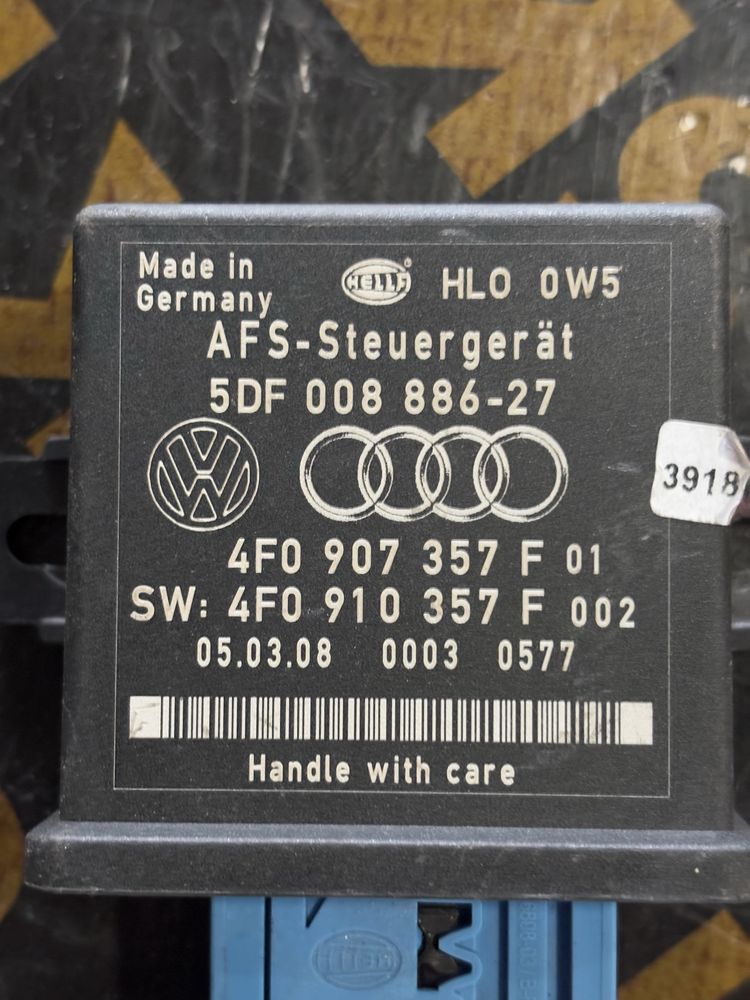 Made in
Germany
HELLA
HL0 0W5
AFS-Steuergerät
5DF 008 886-27
3918
4F0 907 357 F 01
SW: 4F0 910 357 F 002
05.03.08 0003 0577
Handle with care
HELLA